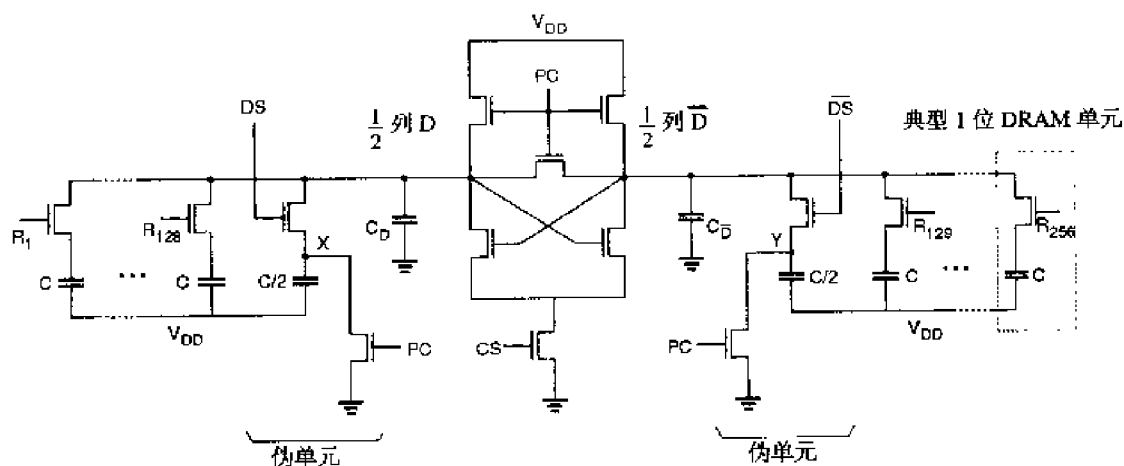 V_DD
PC
DS
1/2 列 D
1/2 列 D̅
D̅S̅
典型 1 位 DRAM 单元
R_1
R_128
X
C_D
C_D̅
Y
R_129
R_256
C
...
C
C/2
C/2
C
...
C
V_DD
V_DD
PC
CS
PC
伪单元
伪单元